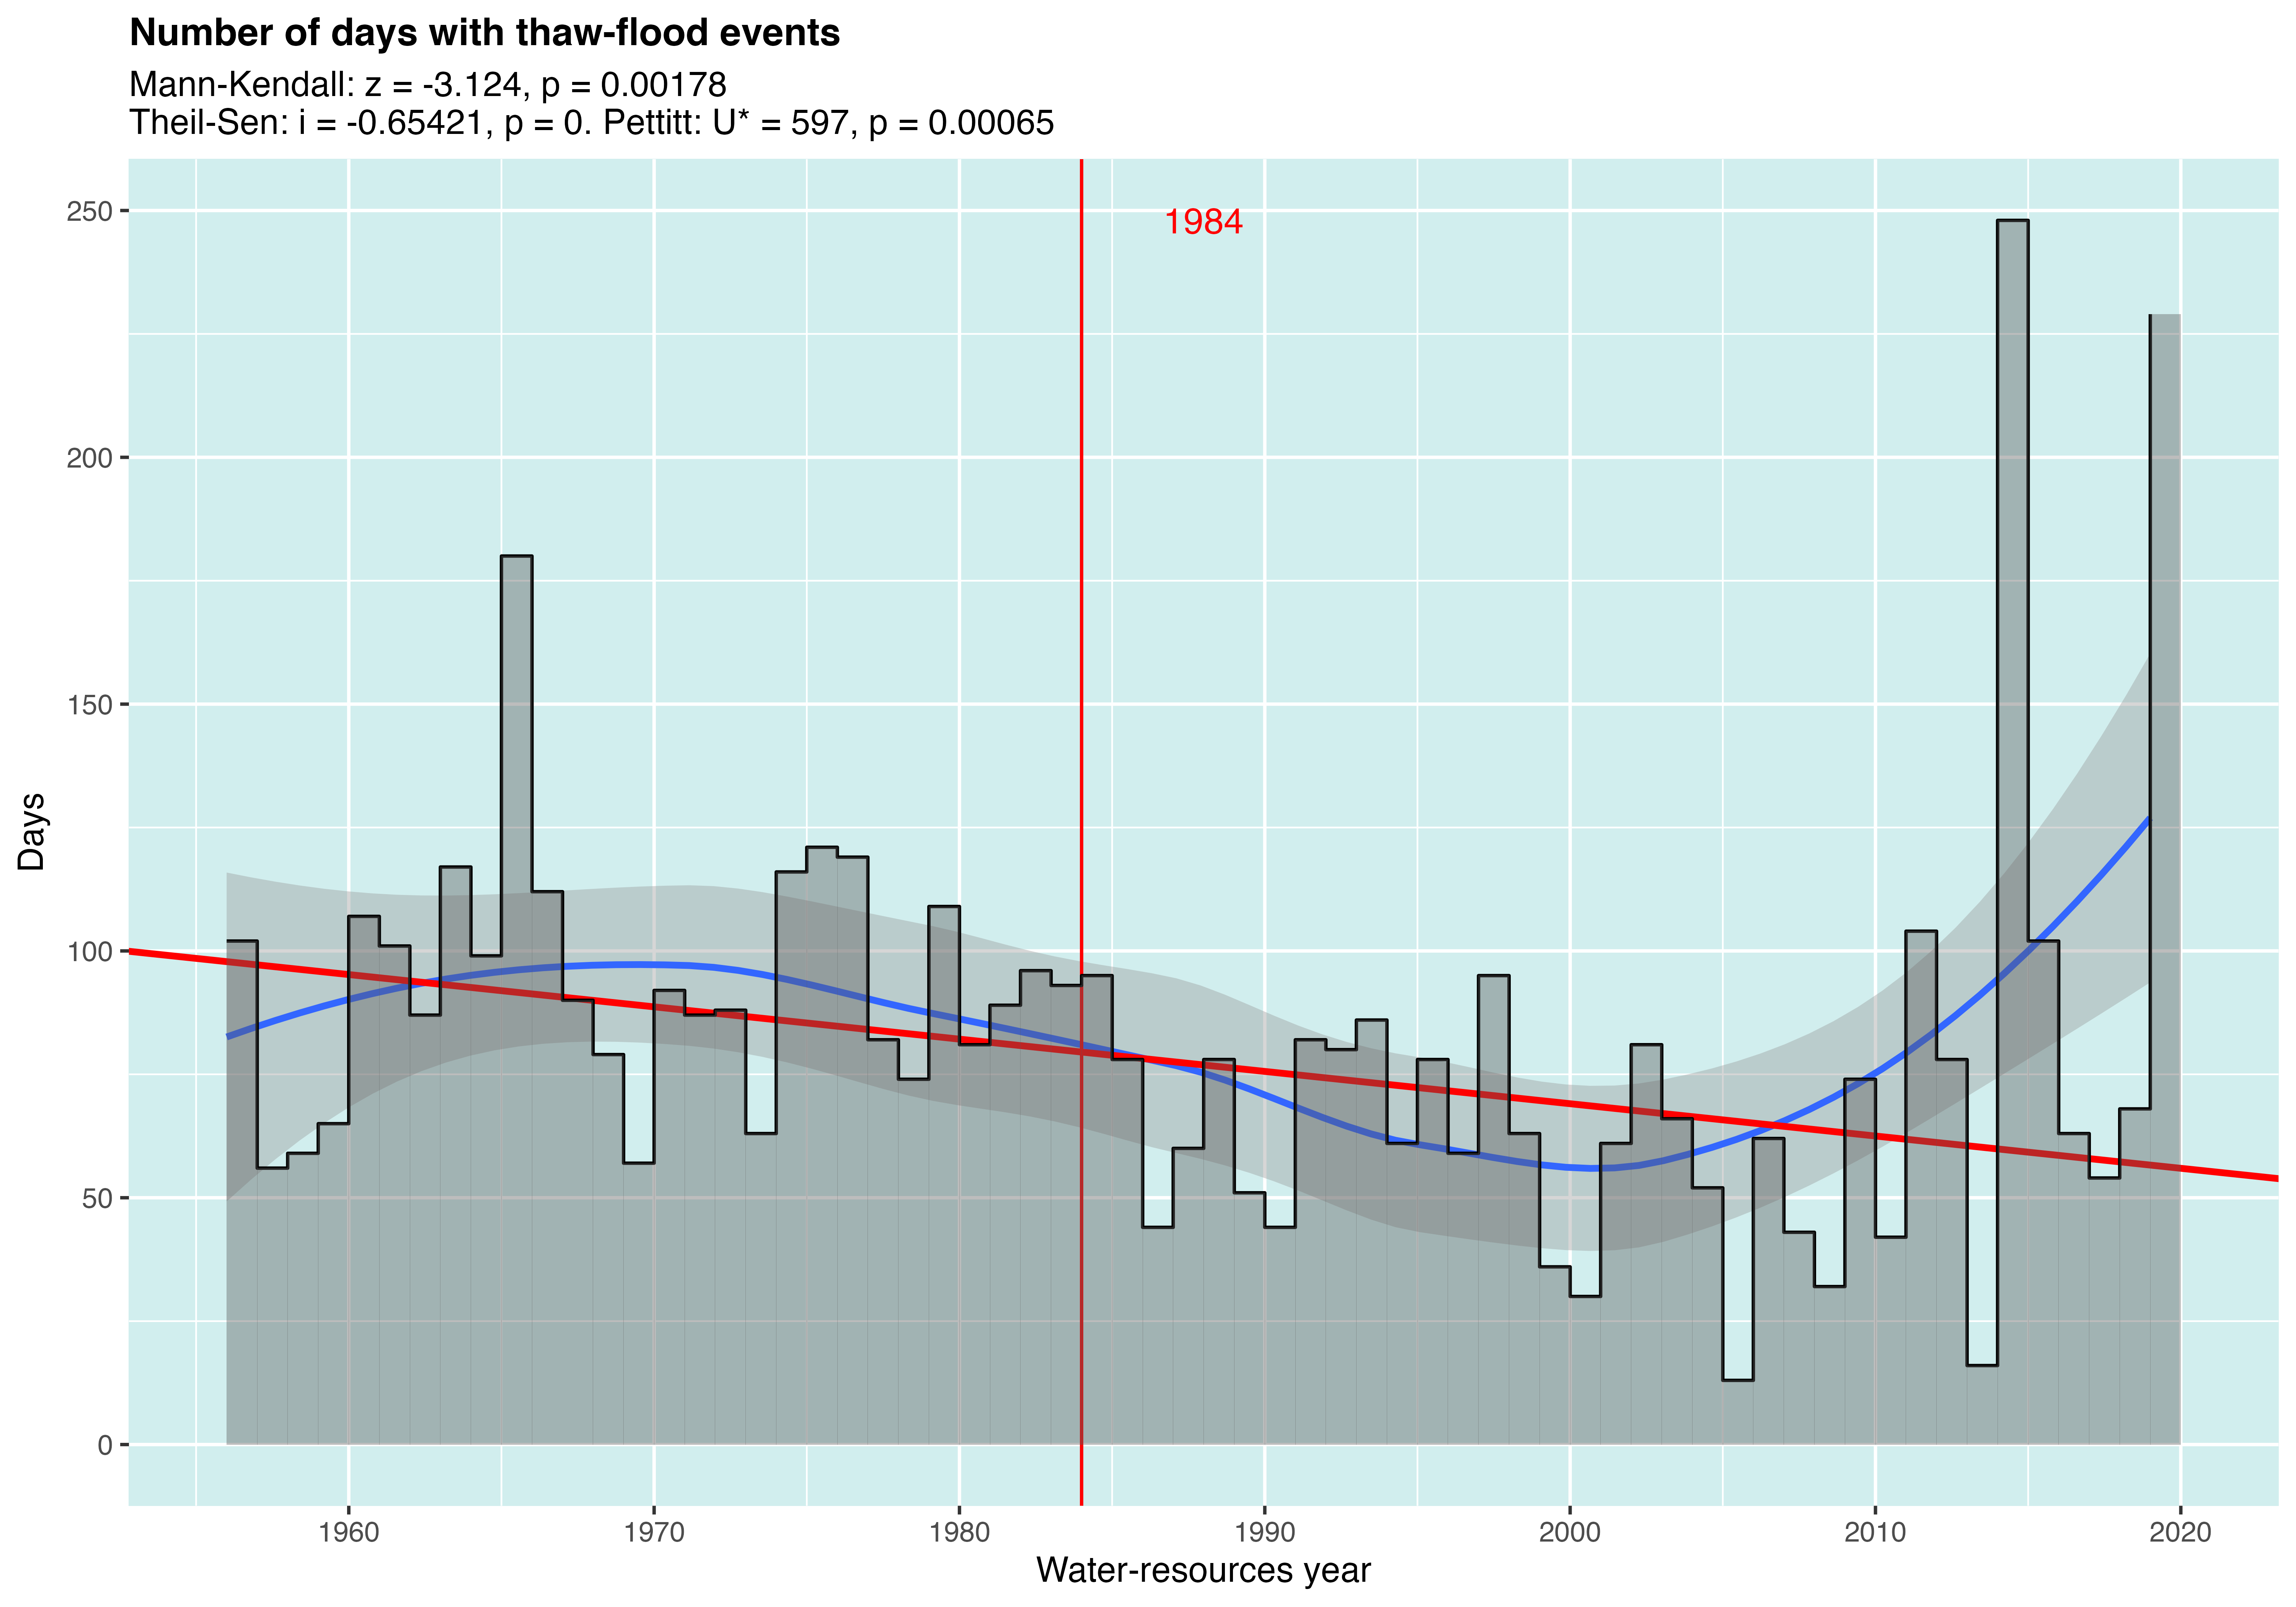 Number of days with thaw-flood events
Mann-Kendall: z = -3.124, p = 0.00178
Theil-Sen: i = -0.65421, p = 0. Pettitt: U* = 597, p = 0.00065
1984
250
200
150
100
50
0
Days
1960 1970 1980 1990 2000 2010 2020
Water-resources year